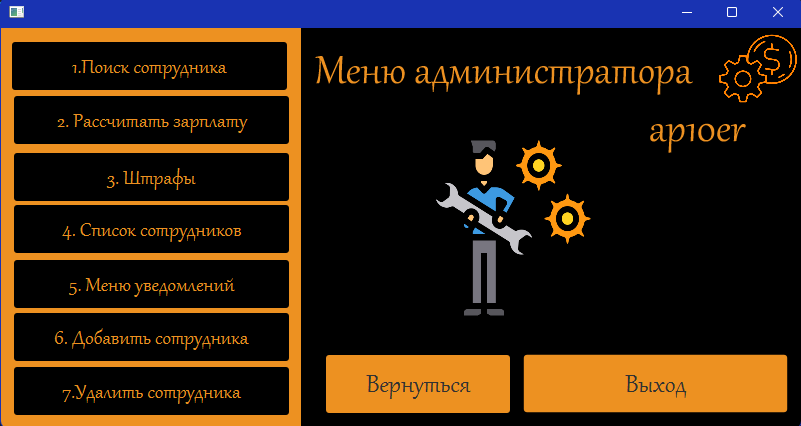 1.Поиск сотрудника
2. Рассчитать зарплату
3. Штрафы
4. Список сотрудников
5. Меню уведомлений
6. Добавить сотрудника
7.Удалить сотрудника
Меню администратора
ap1oer
Вернуться
Выход